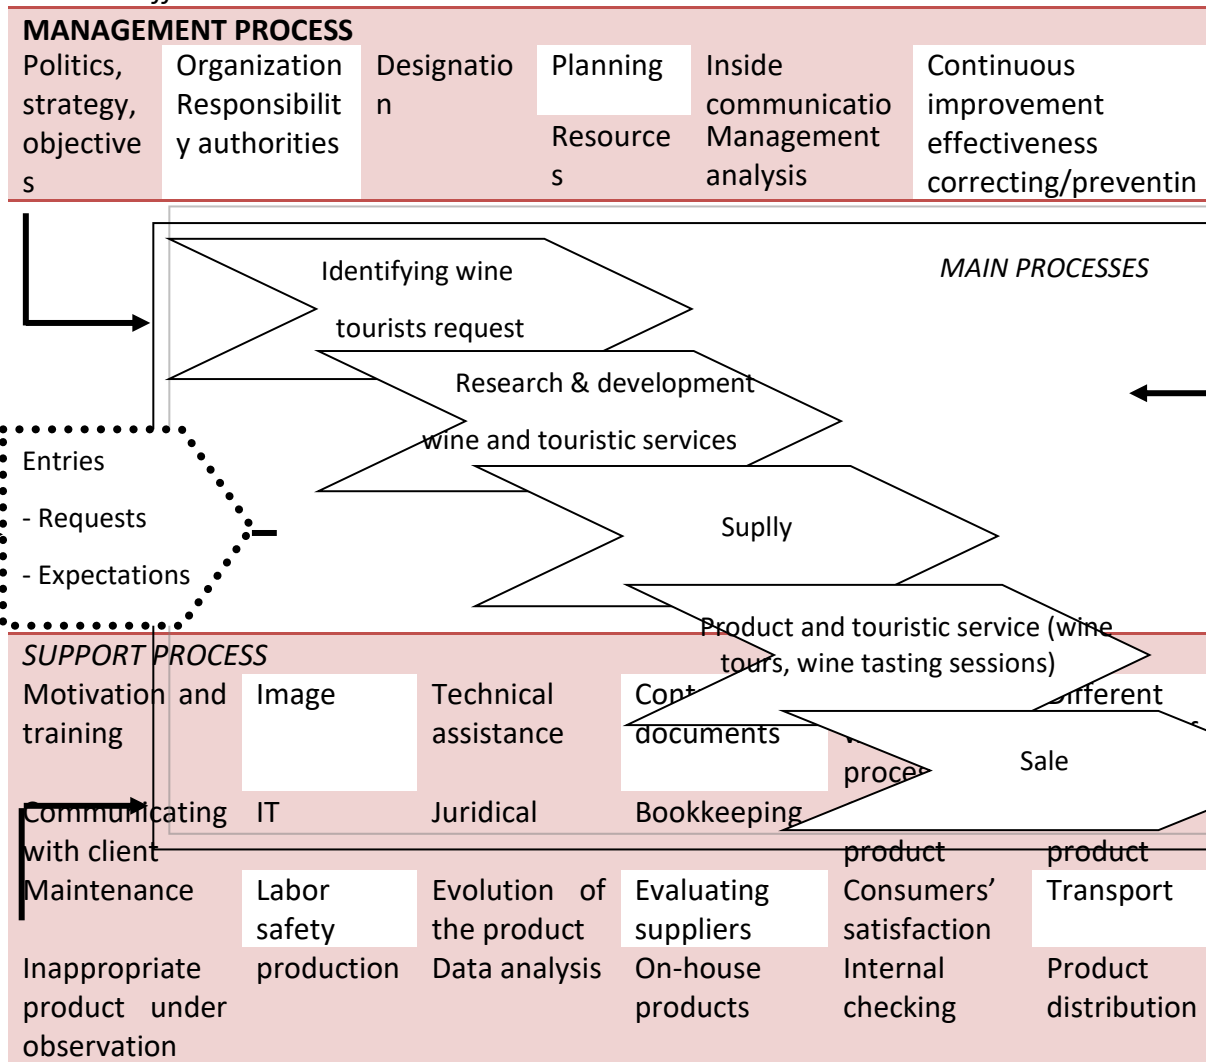 MANAGEMENT PROCESS
Politics,
strategy,
objective
s
Organization
Responsibilit
y authorities
Designatio
n
Planning
Resource
s
Inside
communicatio
Management
analysis
Continuous
improvement
effectiveness
correcting/preventin
MAIN PROCESSES
Identifying wine
tourists request
Research & development
wine and touristic services
Suplly
Product and touristic service (wine
tours, wine tasting sessions)
Sale
Entries
- Requests
- Expectations
SUPPORT PROCESS
Motivation and
training
Image
Technical
assistance
documents
Different
Communicating
with client
IT
Juridical
Bookkeeping
product
product
Maintenance
Labor
safety
production
Evolution of
the product
Evaluating
suppliers
Consumers’
satisfaction
Transport
Inappropriate
product under
observation
Data analysis
On-house
products
Internal
checking
Product
distribution